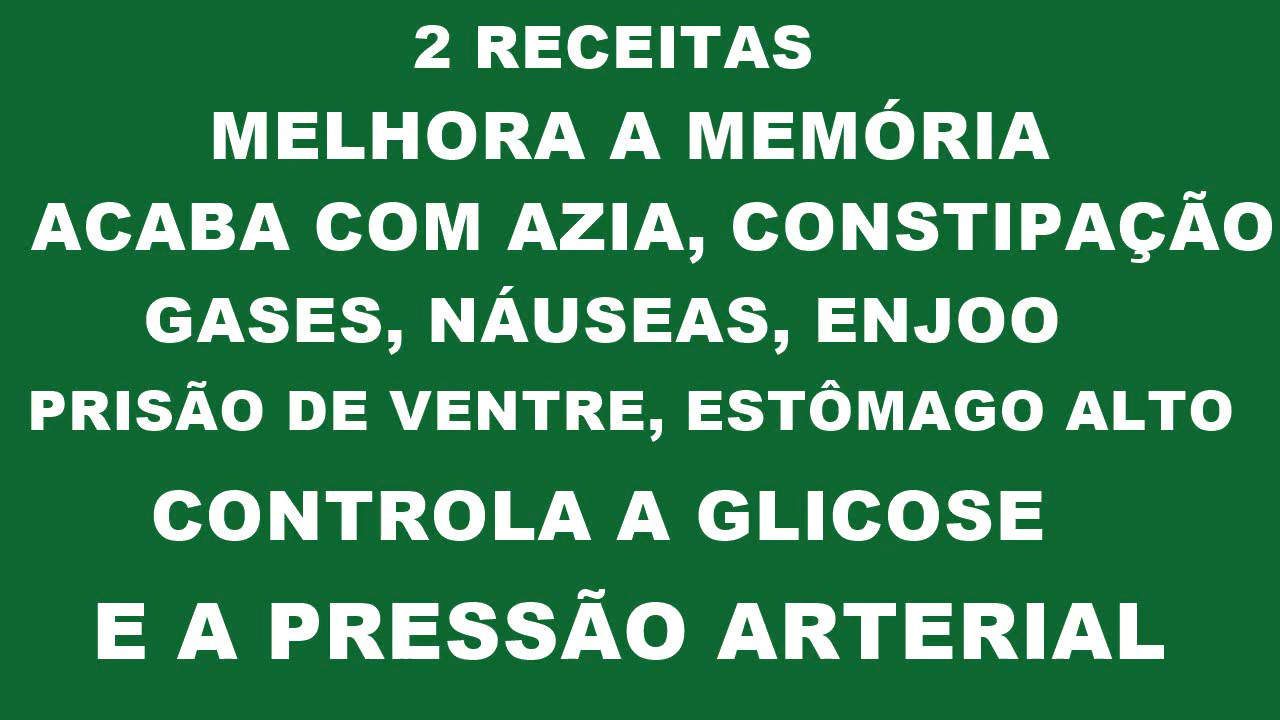 2 RECEITAS
MELHORA A MEMÓRIA
ACABA COM AZIA, CONSTIPAÇÃO
GASES, NÁUSEAS, ENJOO
PRISÃO DE VENTRE, ESTÔMAGO ALTO
CONTROLA A GLICOSE
E A PRESSÃO ARTERIAL